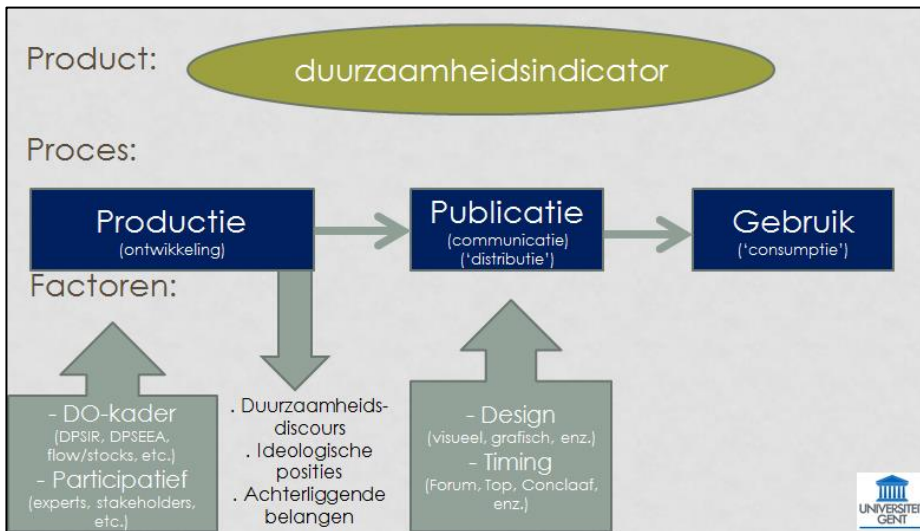 Product:
duurzaamheidsindicator
Proces:
Productie
(ontwikkeling)
Publicatie
(communicatie)
('distributie')
Gebruik
('consumptie')
Factoren:
- DO-kader
(DPSIR, DPSEEA,
flow/stocks, etc.)
- Participatief
(experts, stakeholders,
etc.)
. Duurzaamheids-
discours
. Ideologische
posities
. Achterliggende
belangen
- Design
(visueel, grafisch, enz.)
- Timing
(Forum, Top, Conclaaf,
enz.)
UNIVERSITEIT
GENT